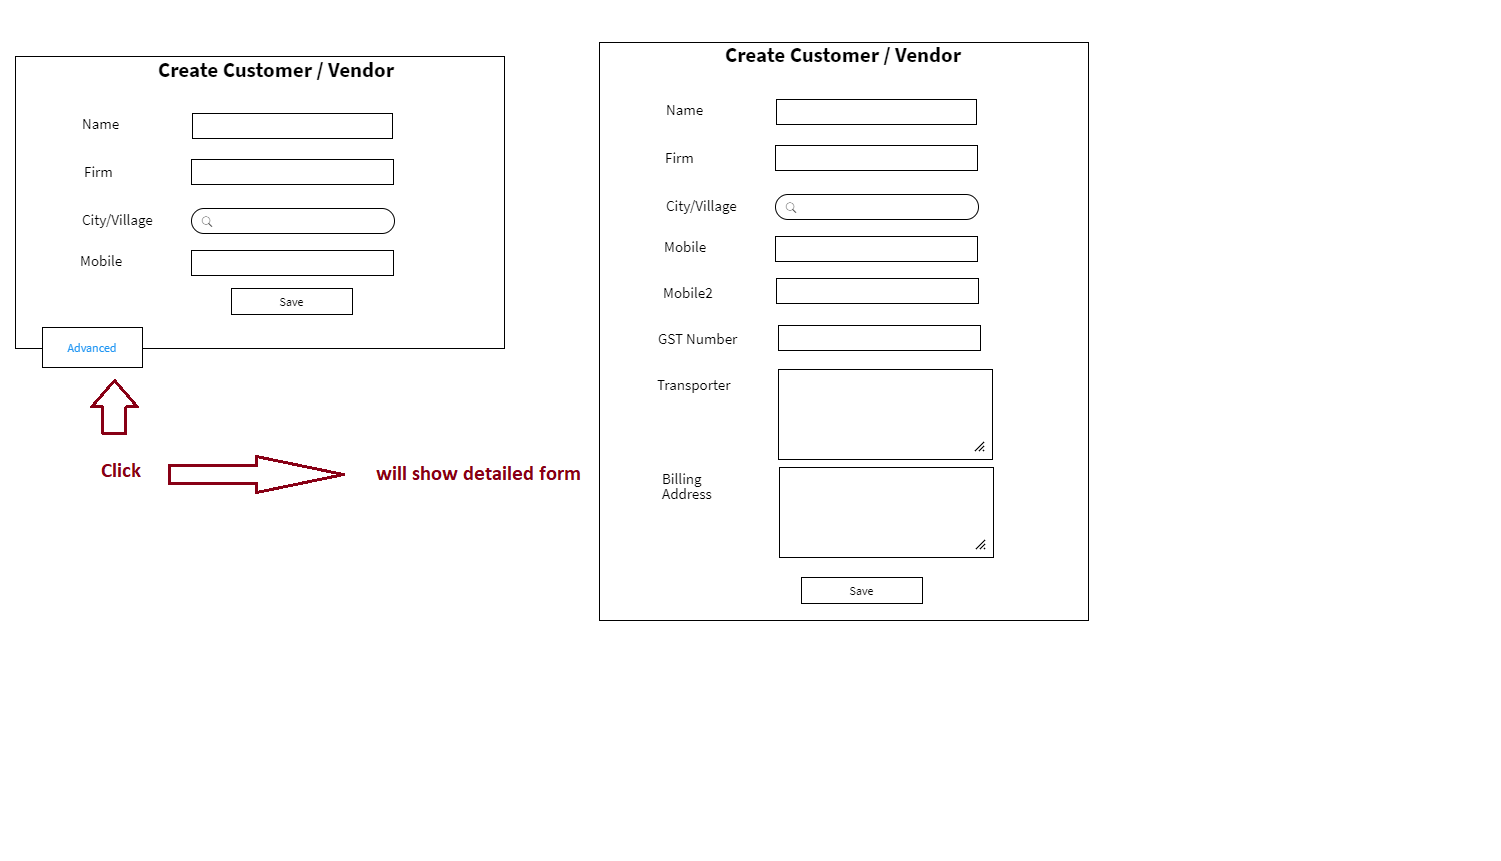 Create Customer / Vendor
Name
Firm
City/Village
Mobile
Save
Advanced
Click
will show detailed form
Create Customer / Vendor
Name
Firm
City/Village
Mobile
Mobile2
GST Number
Transporter
Billing
Address
Save